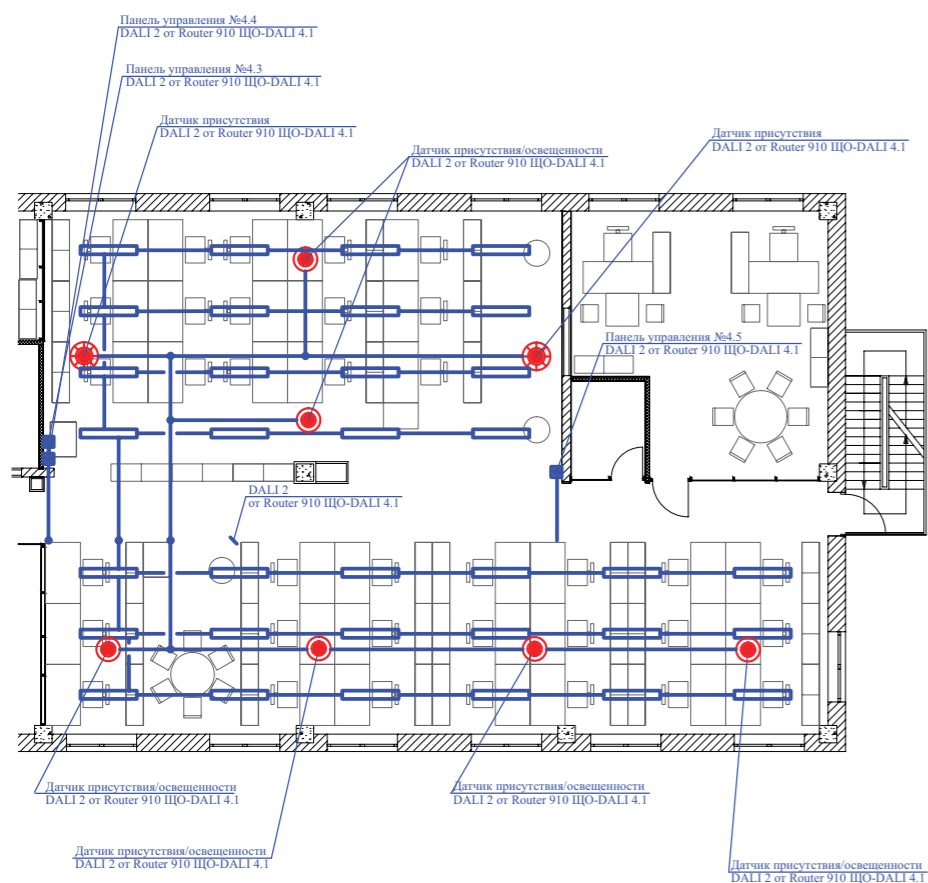 Панель управления №4.4
DALI 2 от Router 910 ЩО-DALI 4.1
Панель управления №4.3
DALI 2 от Router 910 ЩО-DALI 4.1
Датчик присутствия
DALI 2 от Router 910 ЩО-DALI 4.1
Датчик присутствия/освещенности
DALI 2 от Router 910 ЩО-DALI 4.1
Датчик присутствия
DALI 2 от Router 910 ЩО-DALI 4.1
Панель управления №4.5
DALI 2 от Router 910 ЩО-DALI 4.1
DALI 2
от Router 910 ЩО-DALI 4.1
Датчик присутствия/освещенности
DALI 2 от Router 910 ЩО-DALI 4.1
Датчик присутствия/освещенности
DALI 2 от Router 910 ЩО-DALI 4.1
Датчик присутствия/освещенности
DALI 2 от Router 910 ЩО-DALI 4.1
Датчик присутствия/освещенности
DALI 2 от Router 910 ЩО-DALI 4.1